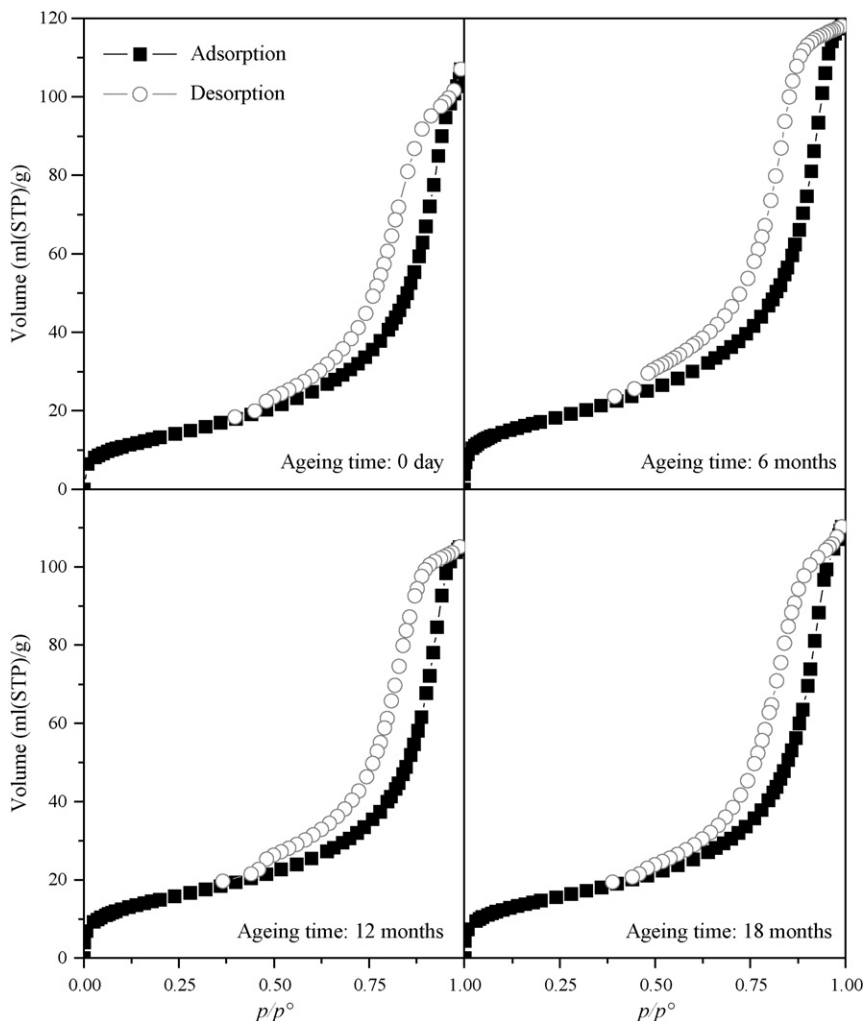 120
100
80
60
40
20
0
Volume (ml(STP)/g)
Adsorption
Desorption
Ageing time: 0 day
Ageing time: 6 months
100
80
60
40
20
0
Volume (ml(STP)/g)
Ageing time: 12 months
Ageing time: 18 months
0.00 0.25 0.50 0.75 1.00 0.25 0.50 0.75 1.00
p/p° p/p°